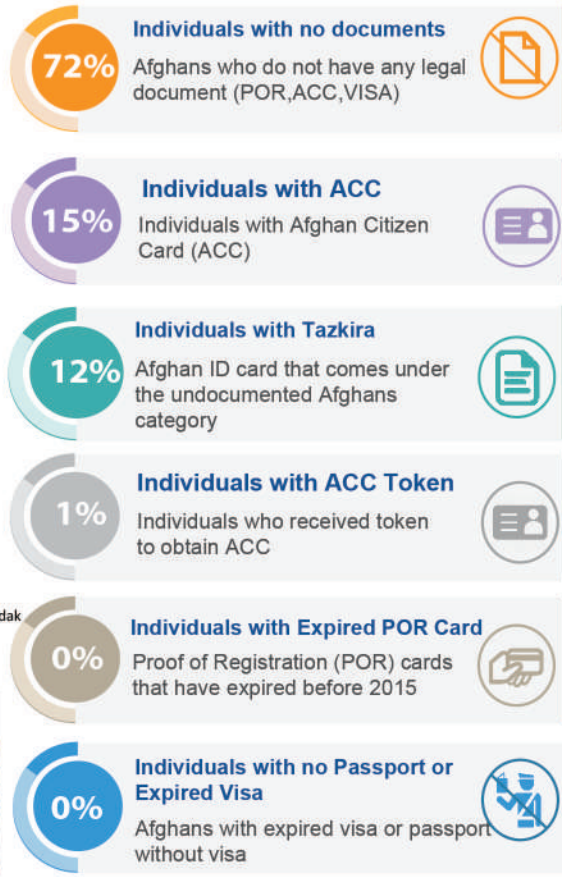 72%
Individuals with no documents
Afghans who do not have any legal
document (POR,ACC,VISA)
15%
Individuals with ACC
Individuals with Afghan Citizen
Card (ACC)
12%
Individuals with Tazkira
Afghan ID card that comes under
the undocumented Afghans
category
1%
Individuals with ACC Token
Individuals who received token
to obtain ACC
dak
0%
Individuals with Expired POR Card
Proof of Registration (POR) cards
that have expired before 2015
0%
Individuals with no Passport or
Expired Visa
Afghans with expired visa or passport
without visa